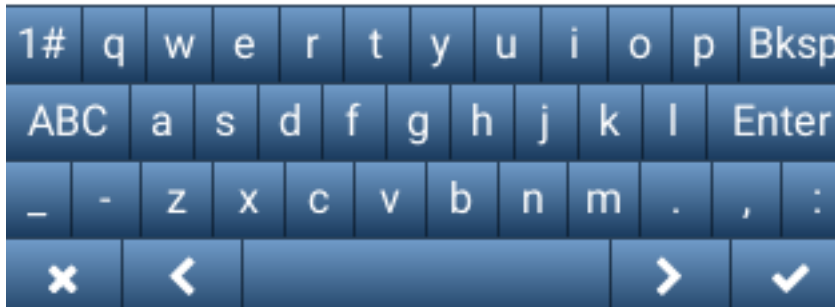 1# q w e r t y u i o p Bksp
ABC a s d f g h j k l Enter
_ - z x c v b n m . , :